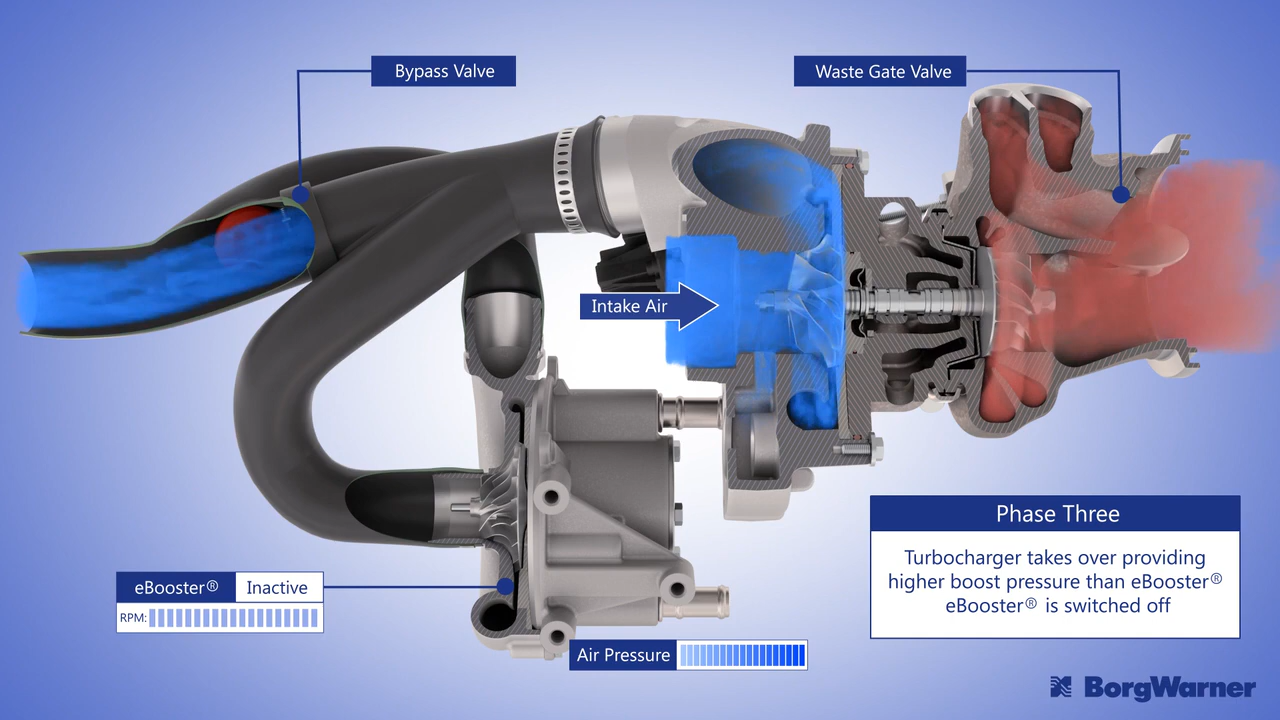 Bypass Valve
Waste Gate Valve
Intake Air
Phase Three
Turbocharger takes over providing
higher boost pressure than eBooster®
eBooster® is switched off
eBooster® Inactive
RPM:
Air Pressure
BorgWarner